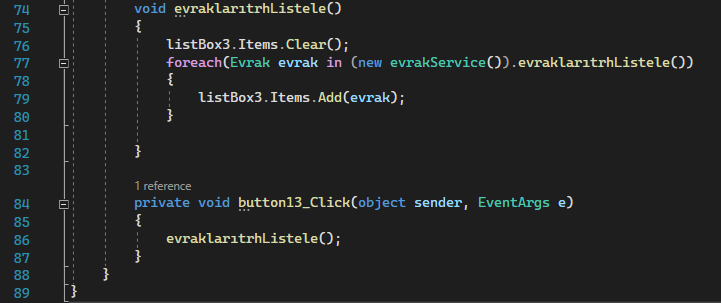 74 void evraklarıtrhListele()
75 {
76 listBox3.Items.Clear();
77 foreach(Evrak evrak in (new evrakService()).evraklarıtrhListele())
78 {
79 listBox3.Items.Add(evrak);
80 }
81
82 }
83
1 reference
84 private void button13_Click(object sender, EventArgs e)
85 {
86 evraklarıtrhListele();
87 }
88 }
89 }